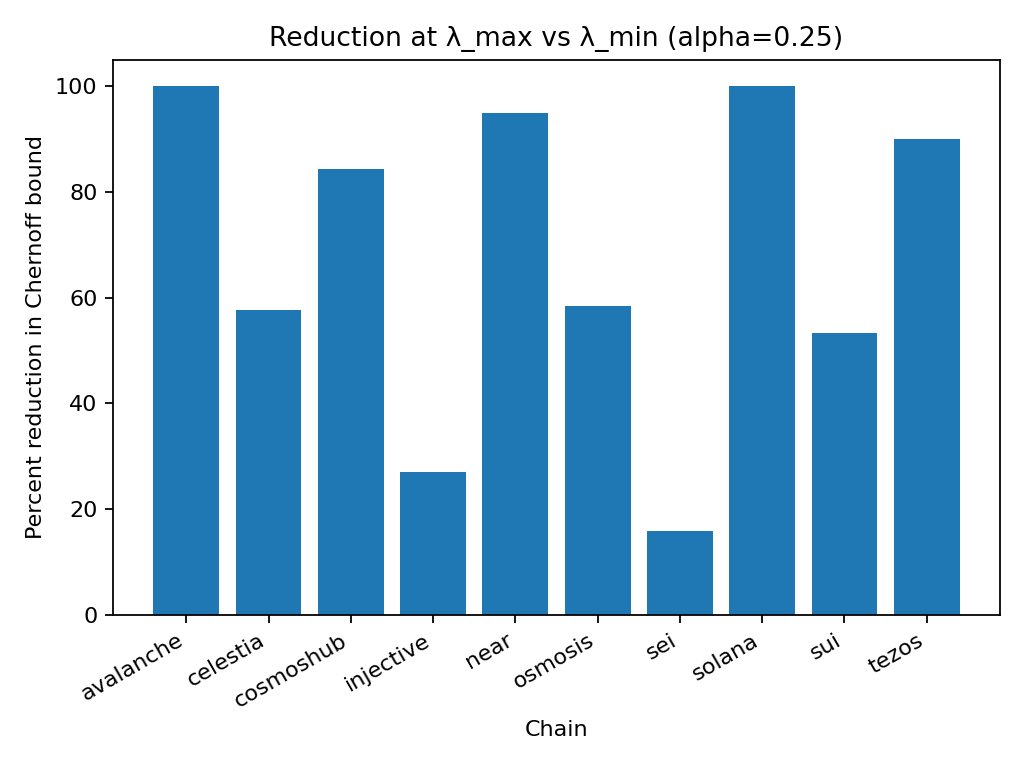 Reduction at λ_max vs λ_min (alpha=0.25)
Percent reduction in Chernoff bound
100
80
60
40
20
0
avalanche
celestia
cosmoshub
injective
near
osmosis
sei
solana
sui
tezos
Chain